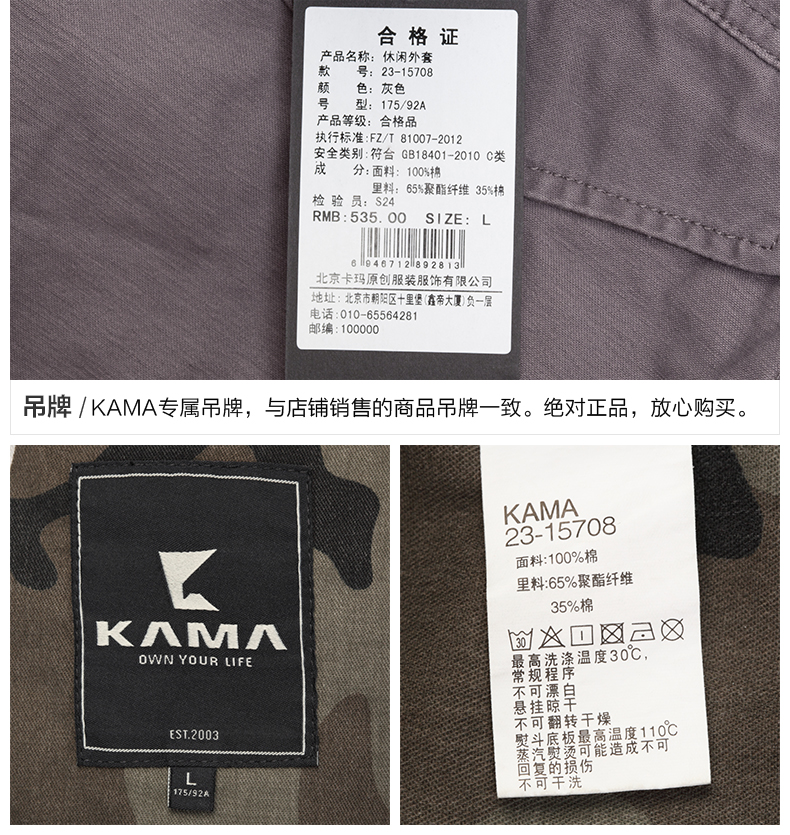 合格证
产品名称: 休闲外套
款 号: 23-15708
颜 色: 灰色
号 型: 175/92A
产品等级: 合格品
执行标准:FZ/T 81007-2012
安全类别: 符合 GB18401-2010 C类
成 分: 面料: 100%棉
里料: 65%聚酯纤维 35%棉
检 验 员: S24
RMB: 535.00 SIZE: L
6 946712 892813
北京卡玛原创服装服饰有限公司
地址: 北京市朝阳区十里堡(鑫帝大厦)负一层
电话: 010-65564281
邮编: 100000
吊牌 / KAMA专属吊牌，与店铺销售的商品吊牌一致。绝对正品，放心购买。
KAMA
OWN YOUR LIFE
EST.2003
L
175/92A
KAMA
23-15708
面料:100%棉
里料:65%聚酯纤维
35%棉
30
最高洗涤温度30℃,
常规程序
不可漂白
悬挂晾干
不可翻转干燥
熨斗底板最高温度110℃
蒸汽熨烫可能造成不可
回复的损伤
不可干洗